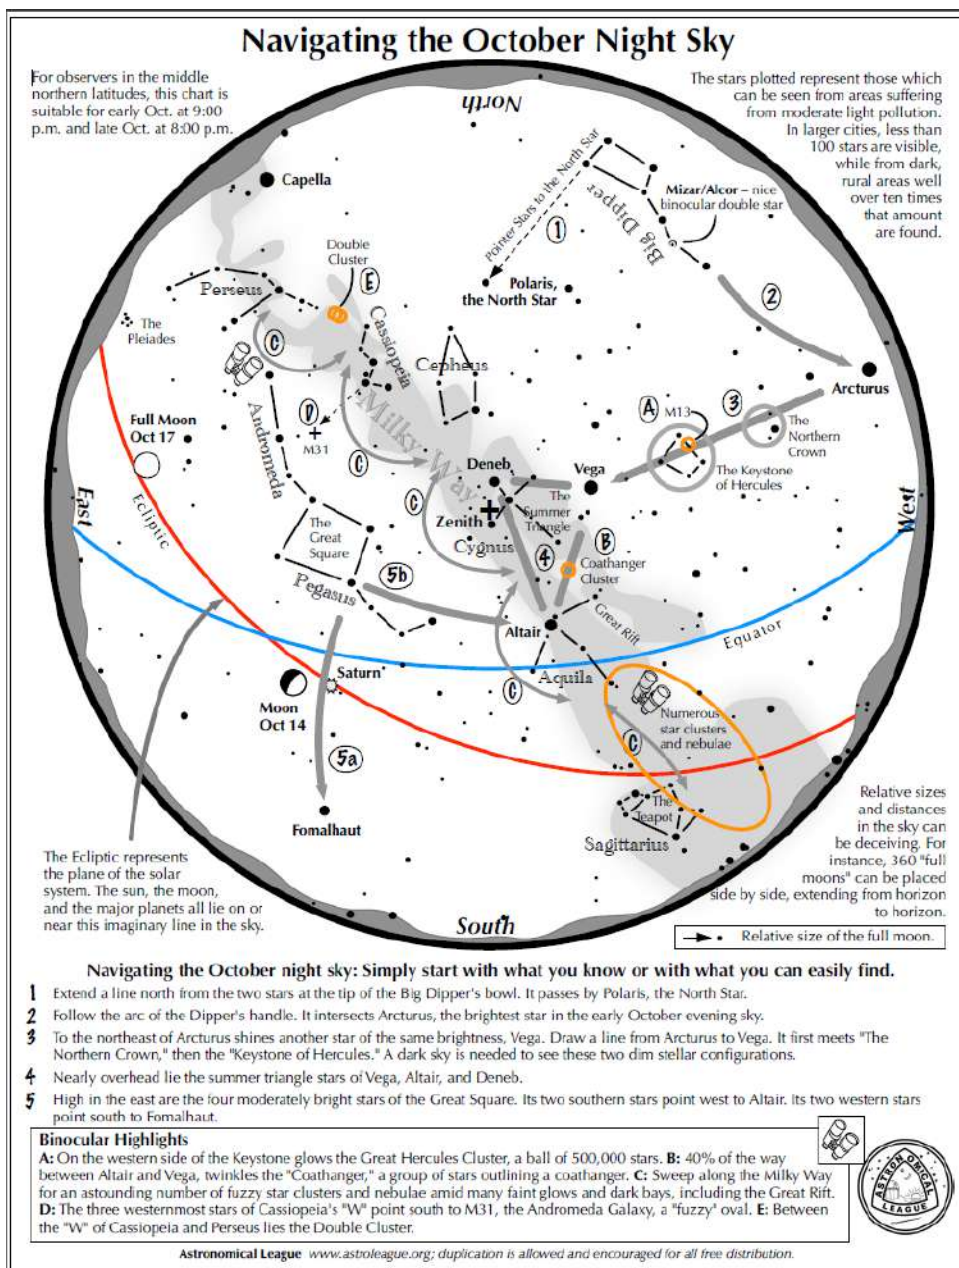 Navigating the October Night Sky
For observers in the middle
northern latitudes, this chart is
suitable for early Oct. at 9:00
p.m. and late Oct. at 8:00 p.m.
The stars plotted represent those which
can be seen from areas suffering
from moderate light pollution.
In larger cities, less than
100 stars are visible,
while from dark,
rural areas well
over ten times
that amount
are found.
North
Capella
Pointer Stars to the North Star
1
Big Dipper
Mizar/Alcor – nice
binocular double star
2
Polaris,
the North Star
Double
Cluster
E
Perseus
The
Pleiades
C
Cassiopeia
Cepheus
Arcturus
Andromeda
D
M31
Milky Way
C
A
M13
3
The
Northern
Crown
The Keystone
of Hercules
Full Moon
Oct 17
East
Ecliptic
Deneb
Vega
C
The
Summer
Triangle
Zenith
Cygnus
West
The
Great
Square
Pegasus
5b
4
B
Coathanger
Cluster
Great Rift
Altair
Equator
Aquila
C
Saturn
Moon
Oct 14
5a
Numerous
star clusters
and nebulae
C
Fomalhaut
The
Teapot
Sagittarius
South
The Ecliptic represents
the plane of the solar
system. The sun, the moon,
and the major planets all lie on or
near this imaginary line in the sky.
Relative sizes
and distances
in the sky can
be deceiving. For
instance, 360 "full
moons" can be placed
side by side, extending from horizon
to horizon.
Relative size of the full moon.
Navigating the October night sky: Simply start with what you know or with what you can easily find.
1 Extend a line north from the two stars at the tip of the Big Dipper's bowl. It passes by Polaris, the North Star.
2 Follow the arc of the Dipper's handle. It intersects Arcturus, the brightest star in the early October evening sky.
3 To the northeast of Arcturus shines another star of the same brightness, Vega. Draw a line from Arcturus to Vega. It first meets "The
Northern Crown," then the "Keystone of Hercules." A dark sky is needed to see these two dim stellar configurations.
4 Nearly overhead lie the summer triangle stars of Vega, Altair, and Deneb.
5 High in the east are the four moderately bright stars of the Great Square. Its two southern stars point west to Altair. Its two western stars
point south to Fomalhaut.
Binocular Highlights
A: On the western side of the Keystone glows the Great Hercules Cluster, a ball of 500,000 stars. B: 40% of the way
between Altair and Vega, twinkles the "Coathanger," a group of stars outlining a coathanger. C: Sweep along the Milky Way
for an astounding number of fuzzy star clusters and nebulae amid many faint glows and dark bays, including the Great Rift.
D: The three westernmost stars of Cassiopeia's "W" point south to M31, the Andromeda Galaxy, a "fuzzy" oval. E: Between
the "W" of Cassiopeia and Perseus lies the Double Cluster.
ASTRONOMICAL
LEAGUE
Astronomical League www.astroleague.org; duplication is allowed and encouraged for all free distribution.